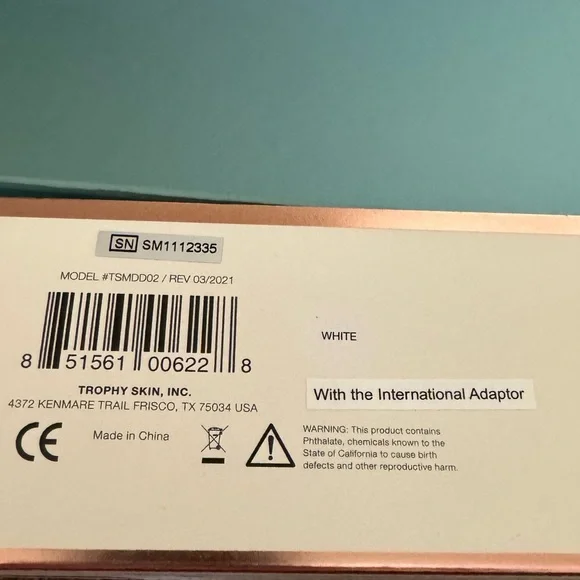 SN SM1112335
MODEL #TSMDD02 / REV 03/2021
8 51561 00622 8
TROPHY SKIN, INC.
4372 KENMARE TRAIL FRISCO, TX 75034 USA
CE
Made in China
WHITE
With the International Adaptor
WARNING: This product contains
Phthalate, chemicals known to the
State of California to cause birth
defects and other reproductive harm.